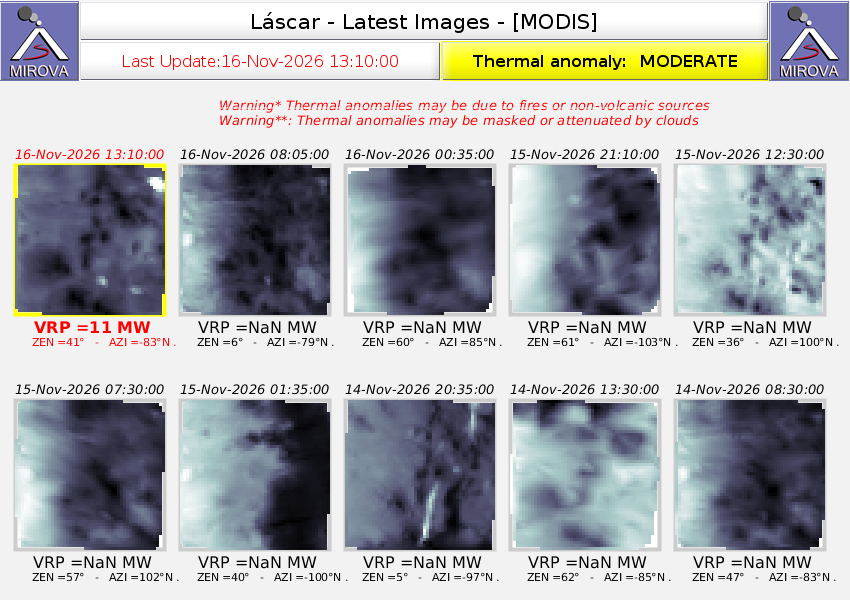 Láscar - Latest Images - [MODIS]
MIROVA
Last Update:16-Nov-2026 13:10:00
Thermal anomaly: MODERATE
MIROVA
Warning* Thermal anomalies may be due to fires or non-volcanic sources
Warning**: Thermal anomalies may be masked or attenuated by clouds
16-Nov-2026 13:10:00 16-Nov-2026 08:05:00 16-Nov-2026 00:35:00 15-Nov-2026 21:10:00 15-Nov-2026 12:30:00
VRP =11 MW VRP =NaN MW VRP =NaN MW VRP =NaN MW VRP =NaN MW
ZEN =41° - AZI =-83°N . ZEN =6° - AZI =-79°N . ZEN =60° - AZI =85°N . ZEN =61° - AZI =-103°N . ZEN =36° - AZI =100°N .
15-Nov-2026 07:30:00 15-Nov-2026 01:35:00 14-Nov-2026 20:35:00 14-Nov-2026 13:30:00 14-Nov-2026 08:30:00
VRP =NaN MW VRP =NaN MW VRP =NaN MW VRP =NaN MW VRP =NaN MW
ZEN =57° - AZI =102°N . ZEN =40° - AZI =-100°N . ZEN =5° - AZI =-97°N . ZEN =62° - AZI =-85°N . ZEN =47° - AZI =-83°N .